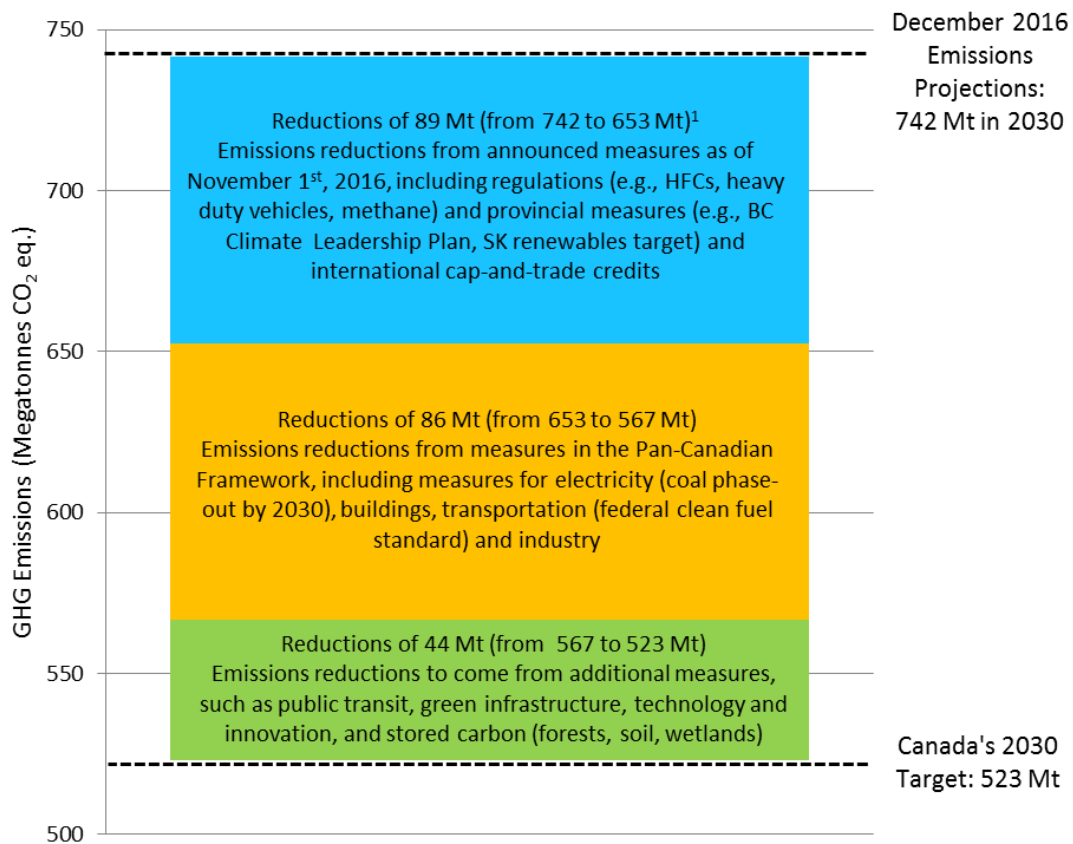 750
700
650
600
550
500
GHG Emissions (Megatonnes CO₂ eq.)
December 2016
Emissions
Projections:
742 Mt in 2030
Reductions of 89 Mt (from 742 to 653 Mt)¹
Emissions reductions from announced measures as of
November 1ˢᵗ, 2016, including regulations (e.g., HFCs, heavy
duty vehicles, methane) and provincial measures (e.g., BC
Climate Leadership Plan, SK renewables target) and
international cap-and-trade credits
Reductions of 86 Mt (from 653 to 567 Mt)
Emissions reductions from measures in the Pan-Canadian
Framework, including measures for electricity (coal phase-
out by 2030), buildings, transportation (federal clean fuel
standard) and industry
Reductions of 44 Mt (from 567 to 523 Mt)
Emissions reductions to come from additional measures,
such as public transit, green infrastructure, technology and
innovation, and stored carbon (forests, soil, wetlands)
Canada's 2030
Target: 523 Mt